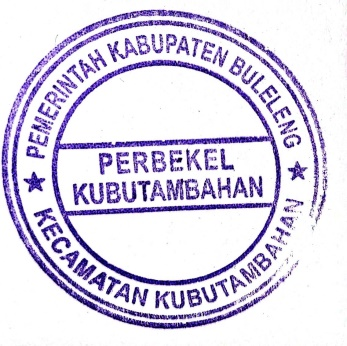 PEMERINTAH KABUPATEN BULELENG
PERBEKEL
KUBUTAMBAHAN
KECAMATAN KUBUTAMBAHAN